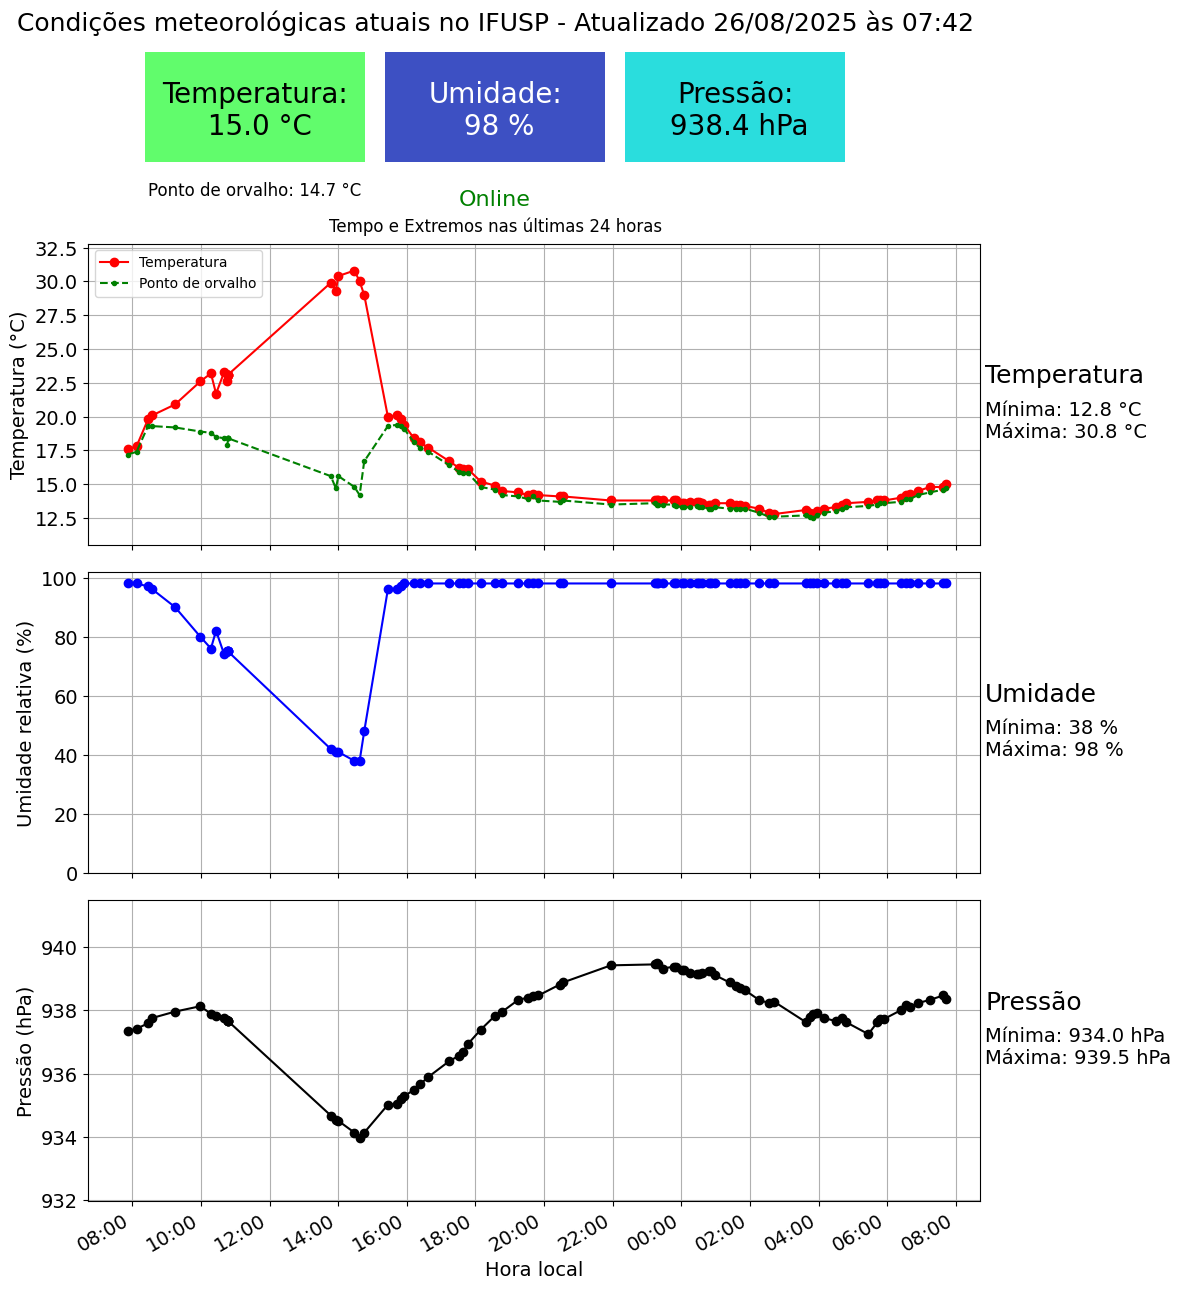 Condições meteorológicas atuais no IFUSP - Atualizado 26/08/2025 às 07:42
Temperatura:
15.0 °C
Umidade:
98 %
Pressão:
938.4 hPa
Ponto de orvalho: 14.7 °C
Online
Tempo e Extremos nas últimas 24 horas
Temperatura (°C)
32.5
30.0
27.5
25.0
22.5
20.0
17.5
15.0
12.5
Temperatura
Ponto de orvalho
Temperatura
Mínima: 12.8 °C
Máxima: 30.8 °C
Umidade relativa (%)
100
80
60
40
20
0
Umidade
Mínima: 38 %
Máxima: 98 %
Pressão (hPa)
940
938
936
934
932
Pressão
Mínima: 934.0 hPa
Máxima: 939.5 hPa
08:00 10:00 12:00 14:00 16:00 18:00 20:00 22:00 00:00 02:00 04:00 06:00 08:00
Hora local